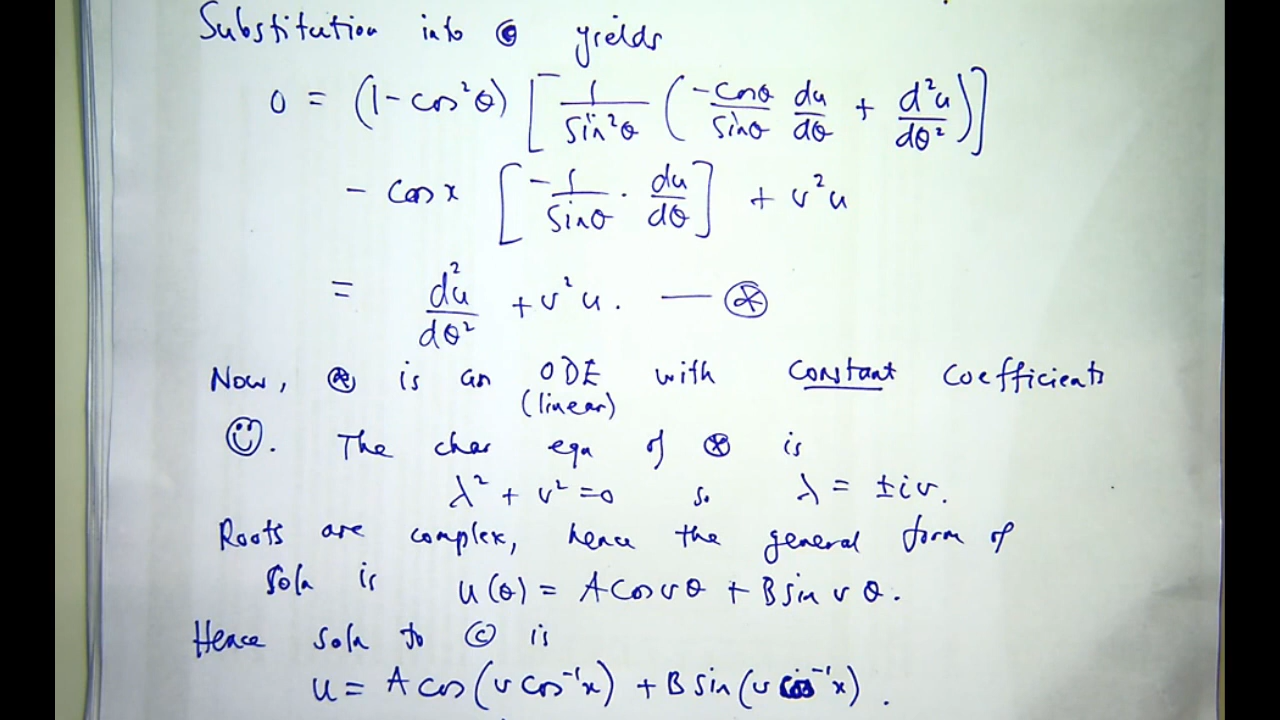 Substitution into © yields
0 = (1 - cos²θ) [ 1/sin²θ ( -cosθ/sinθ du/dθ + d²u/dθ² ) ]
- cos x [ -1/sinθ · du/dθ ] + v²u
= d²u/dθ² + v²u. — ⊛
Now, ⊛ is an ODE with constant coefficients
(linear)
☺. The char eqn of ⊛ is
λ² + v² = 0 so λ = ±iv.
Roots are complex, hence the general form of
soln is u(θ) = A cos vθ + B sin vθ.
Hence soln to © is
u = A cos(v cos⁻¹x) + B sin(v cos⁻¹x).